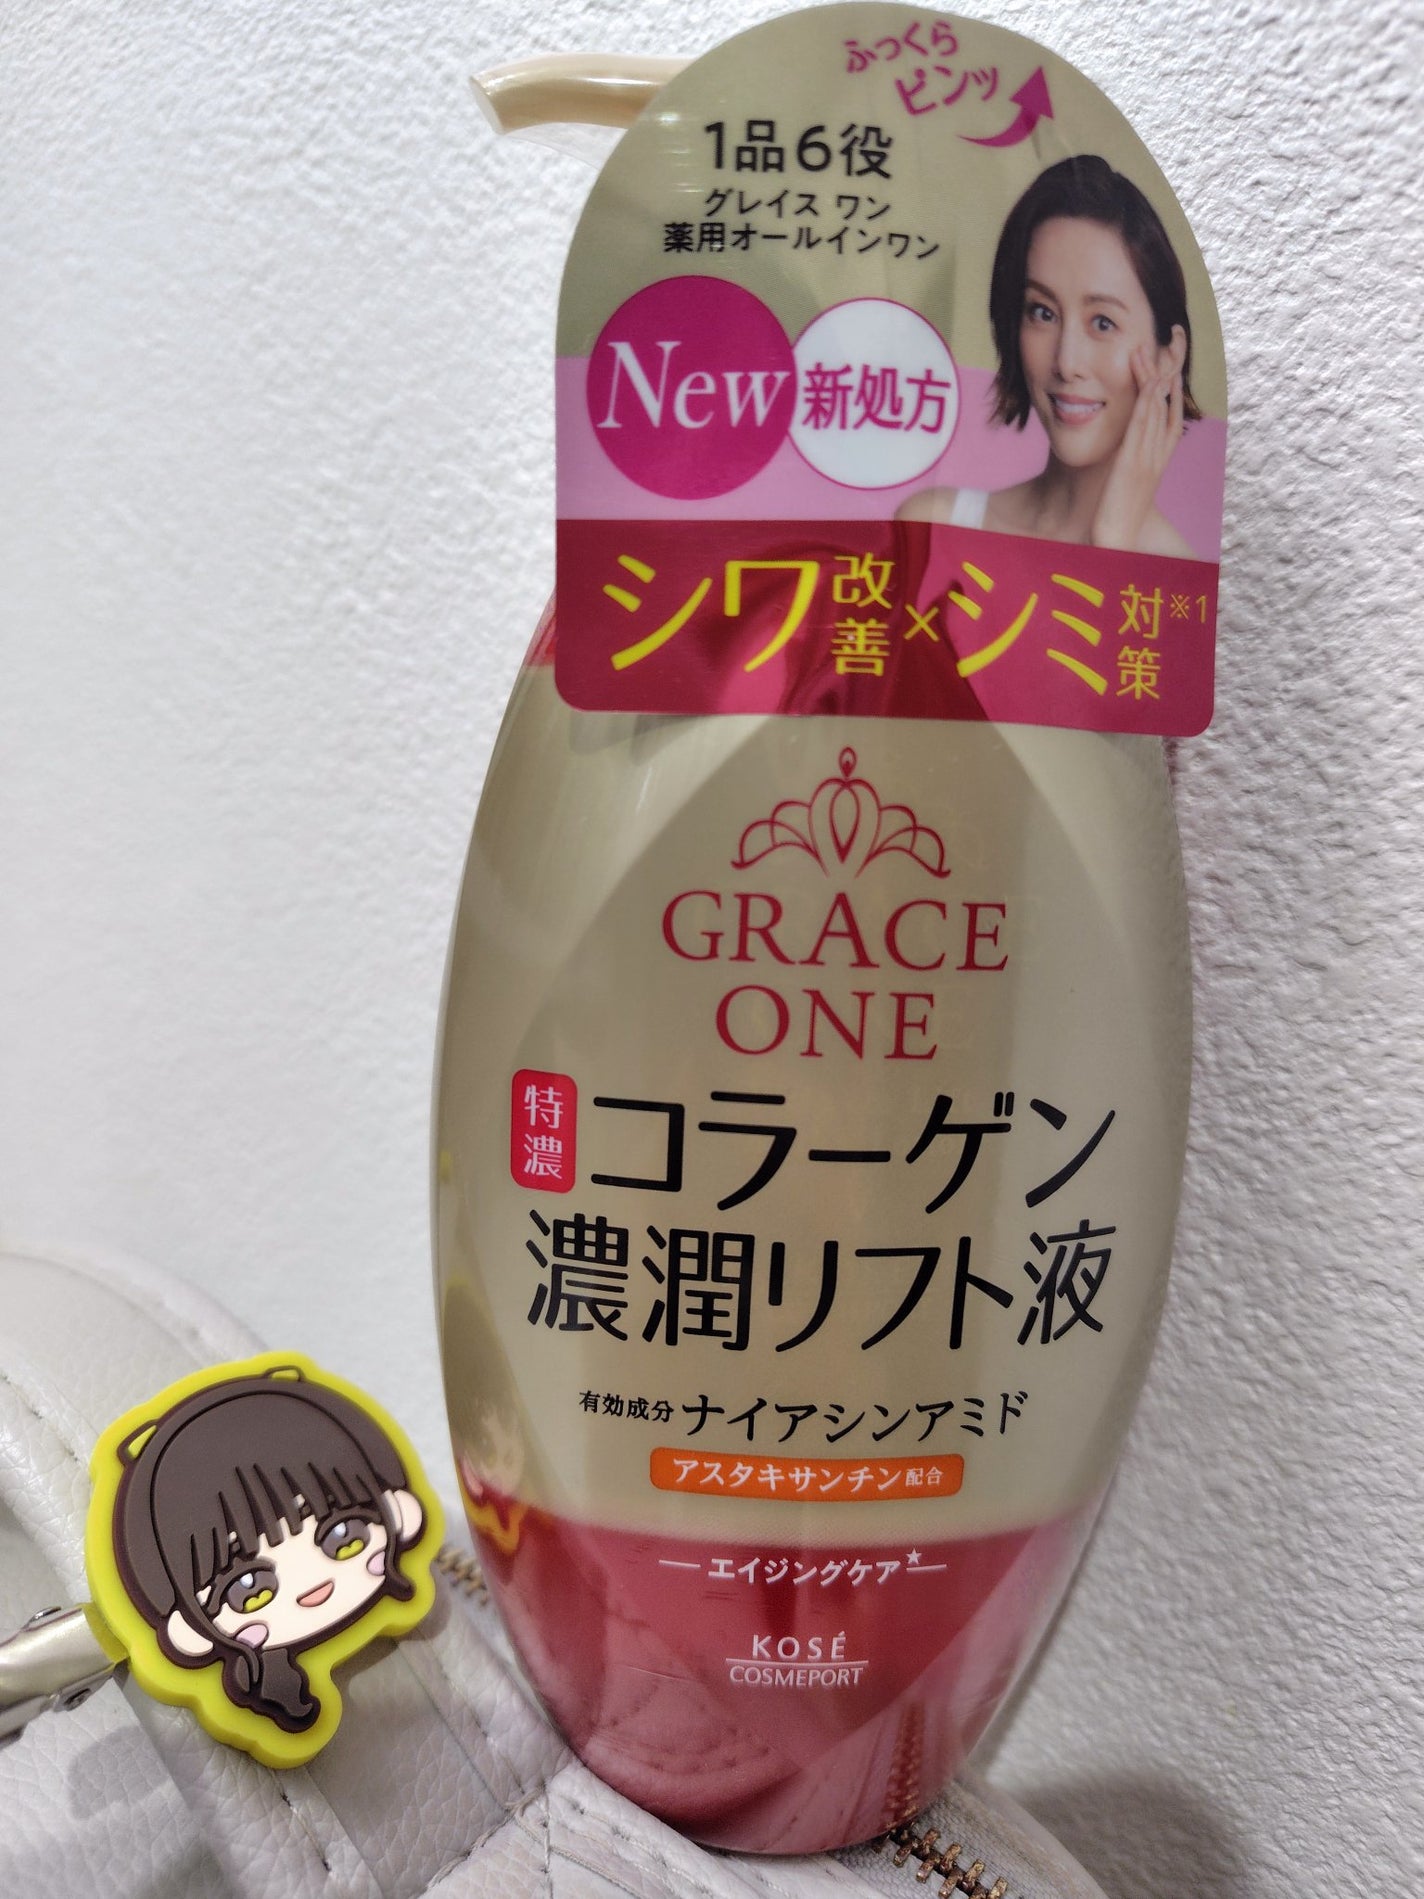 ふっくら
ピンッ
1品6役
グレイス ワン
薬用オールインワン
New 新処方
シワ改善×シミ対策※1
GRACE
ONE
特濃 コラーゲン
濃潤リフト液
有効成分 ナイアシンアミド
アスタキサンチン配合
エイジングケア★
KOSÉ
COSMEPORT